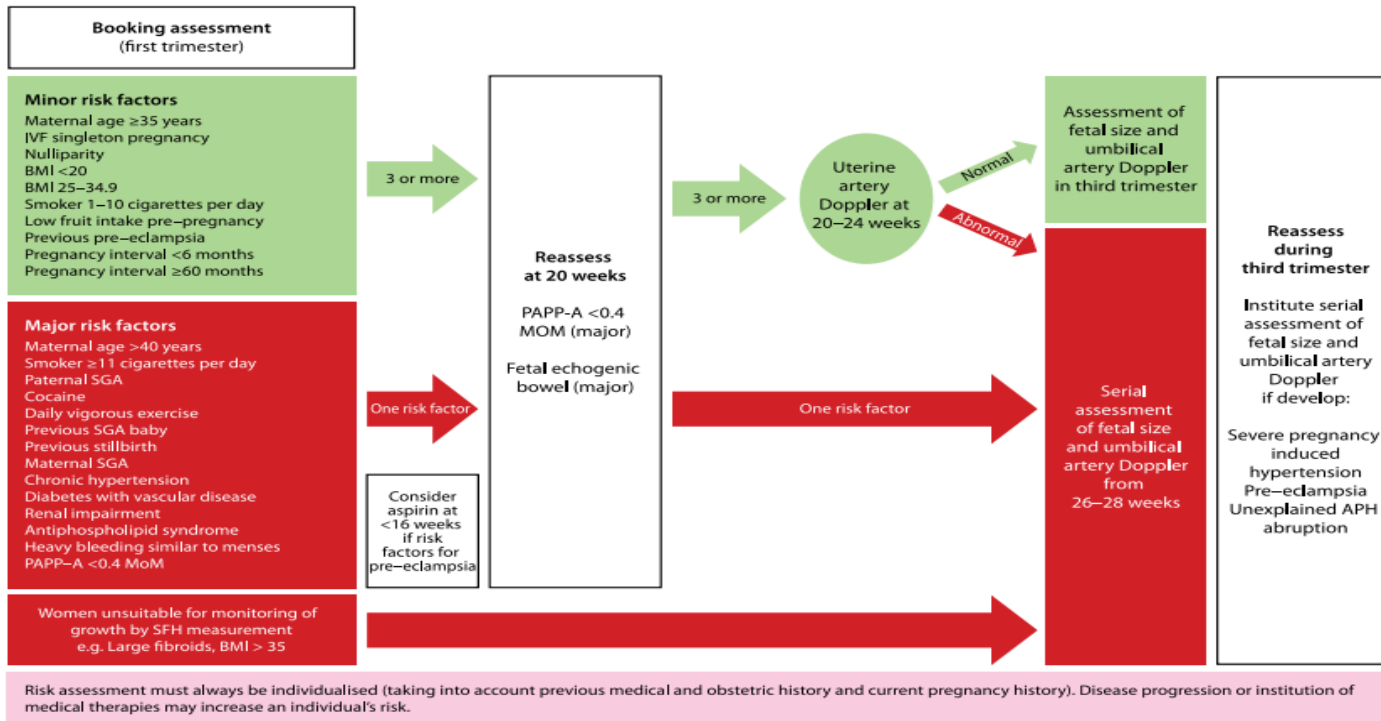 Booking assessment
(first trimester)
Minor risk factors
Maternal age ≥35 years
IVF singleton pregnancy
Nulliparity
BMI <20
BMI 25–34.9
Smoker 1–10 cigarettes per day
Low fruit intake pre-pregnancy
Previous pre-eclampsia
Pregnancy interval <6 months
Pregnancy interval ≥60 months
3 or more
Major risk factors
Maternal age >40 years
Smoker ≥11 cigarettes per day
Paternal SGA
Cocaine
Daily vigorous exercise
Previous SGA baby
Previous stillbirth
Maternal SGA
Chronic hypertension
Diabetes with vascular disease
Renal impairment
Antiphospholipid syndrome
Heavy bleeding similar to menses
PAPP–A <0.4 MoM
One risk factor
Consider
aspirin at
<16 weeks
if risk
factors for
pre-eclampsia
Women unsuitable for monitoring of
growth by SFH measurement
e.g. Large fibroids, BMI > 35
Reassess
at 20 weeks
PAPP-A <0.4
MOM (major)
Fetal echogenic
bowel (major)
3 or more
Uterine
artery
Doppler at
20–24 weeks
Normal
Abnormal
One risk factor
Assessment of
fetal size and
umbilical
artery Doppler
in third trimester
Serial
assessment
of fetal size
and umbilical
artery Doppler
from
26–28 weeks
Reassess
during
third trimester
Institute serial
assessment of
fetal size and
umbilical artery
Doppler
if develop:
Severe pregnancy
induced
hypertension
Pre-eclampsia
Unexplained APH
abruption
Risk assessment must always be individualised (taking into account previous medical and obstetric history and current pregnancy history). Disease progression or institution of
medical therapies may increase an individual's risk.